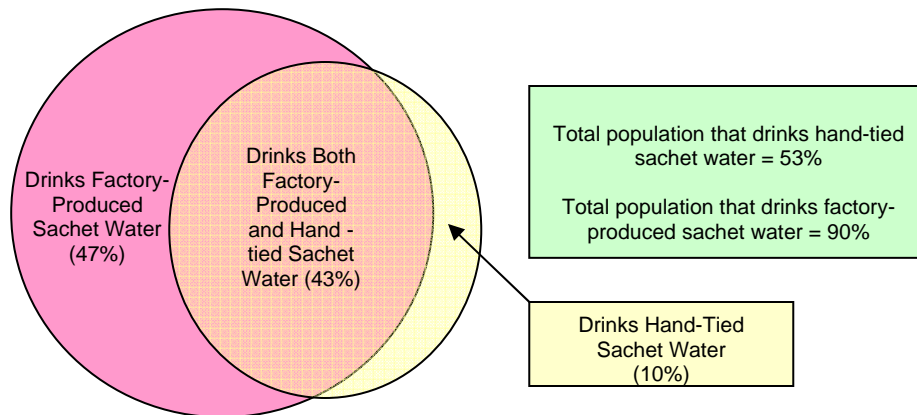 Drinks Factory-
Produced
Sachet Water
(47%)
Drinks Both
Factory-
Produced
and Hand -
tied Sachet
Water (43%)
Total population that drinks hand-tied
sachet water = 53%
Total population that drinks factory-
produced sachet water = 90%
Drinks Hand-Tied
Sachet Water
(10%)